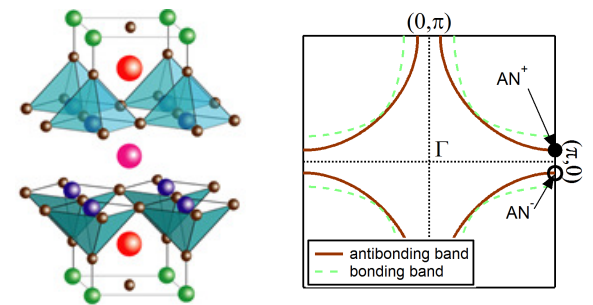 (0,π)
AN⁺
Γ
(π,0)
AN⁻
antibonding band
bonding band